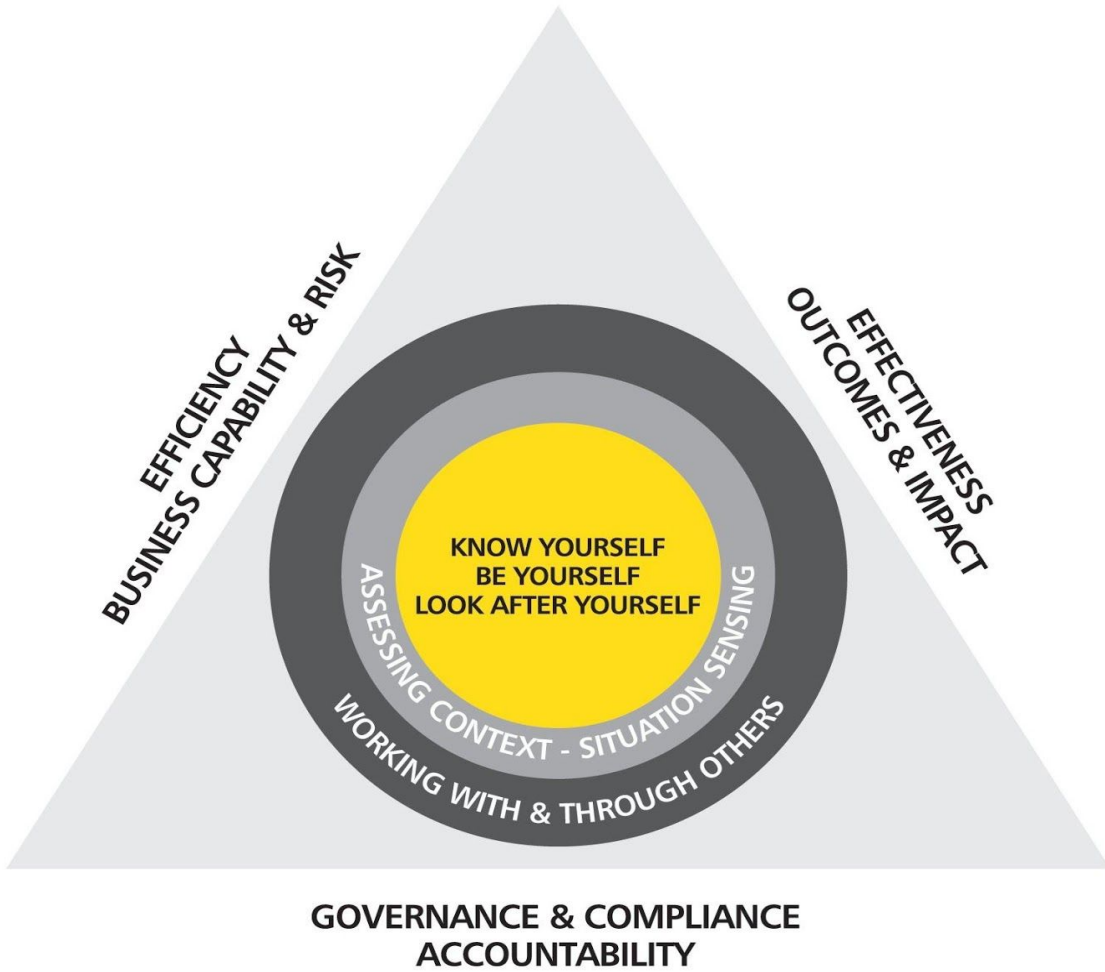 EFFICIENCY
BUSINESS CAPABILITY & RISK
EFFECTIVENESS
OUTCOMES & IMPACT
KNOW YOURSELF
BE YOURSELF
LOOK AFTER YOURSELF
ASSESSING CONTEXT - SITUATION SENSING
WORKING WITH & THROUGH OTHERS
GOVERNANCE & COMPLIANCE
ACCOUNTABILITY